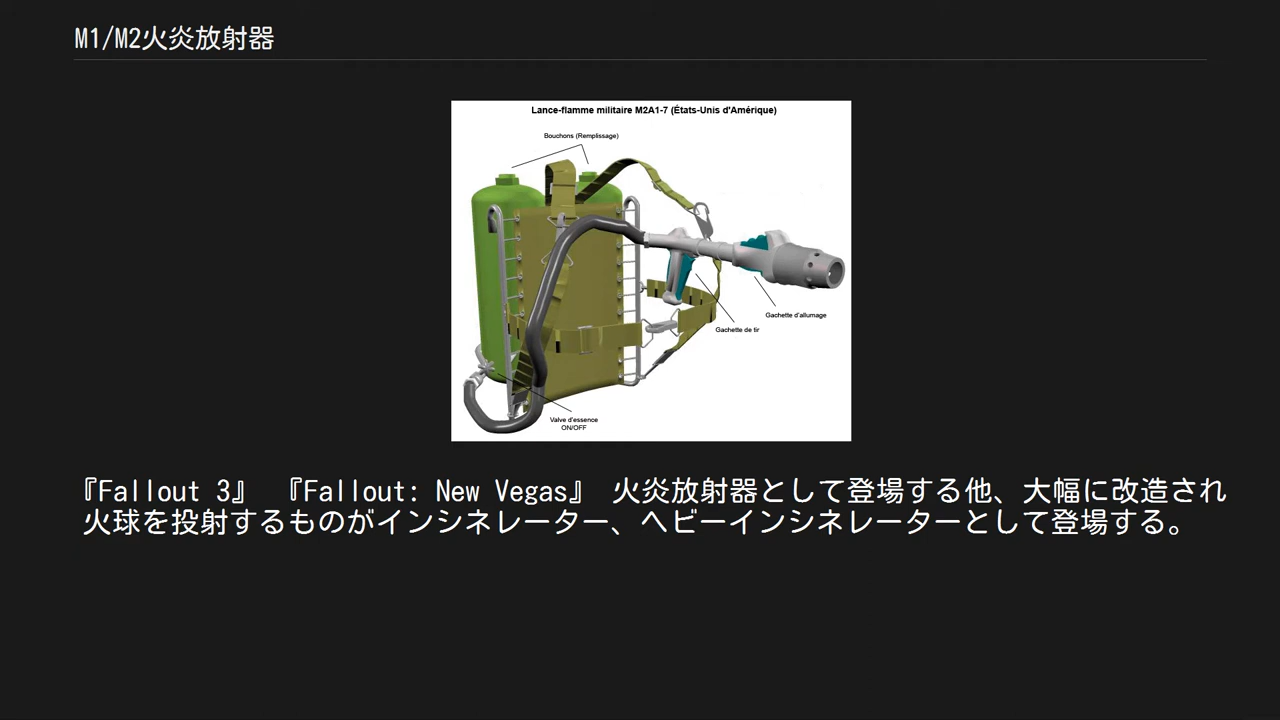 M1/M2火炎放射器
Lance-flamme militaire M2A1-7 (États-Unis d'Amérique)
Bouchons (Remplissage)
Gachette d'allumage
Gachette de tir
Valve d'essence
ON/OFF
『Fallout 3』 『Fallout: New Vegas』 火炎放射器として登場する他、大幅に改造され
火球を投射するものがインシネレーター、ヘビーインシネレーターとして登場する。